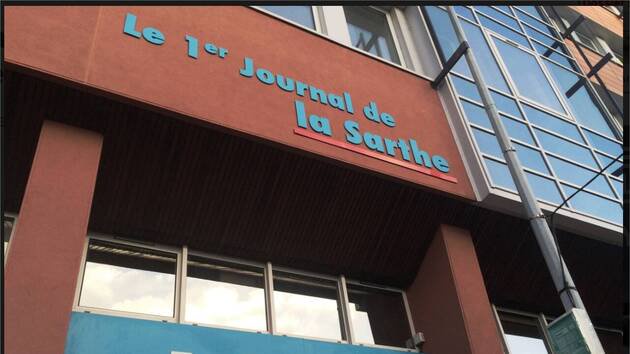 Le 1er Journal de
la Sarthe